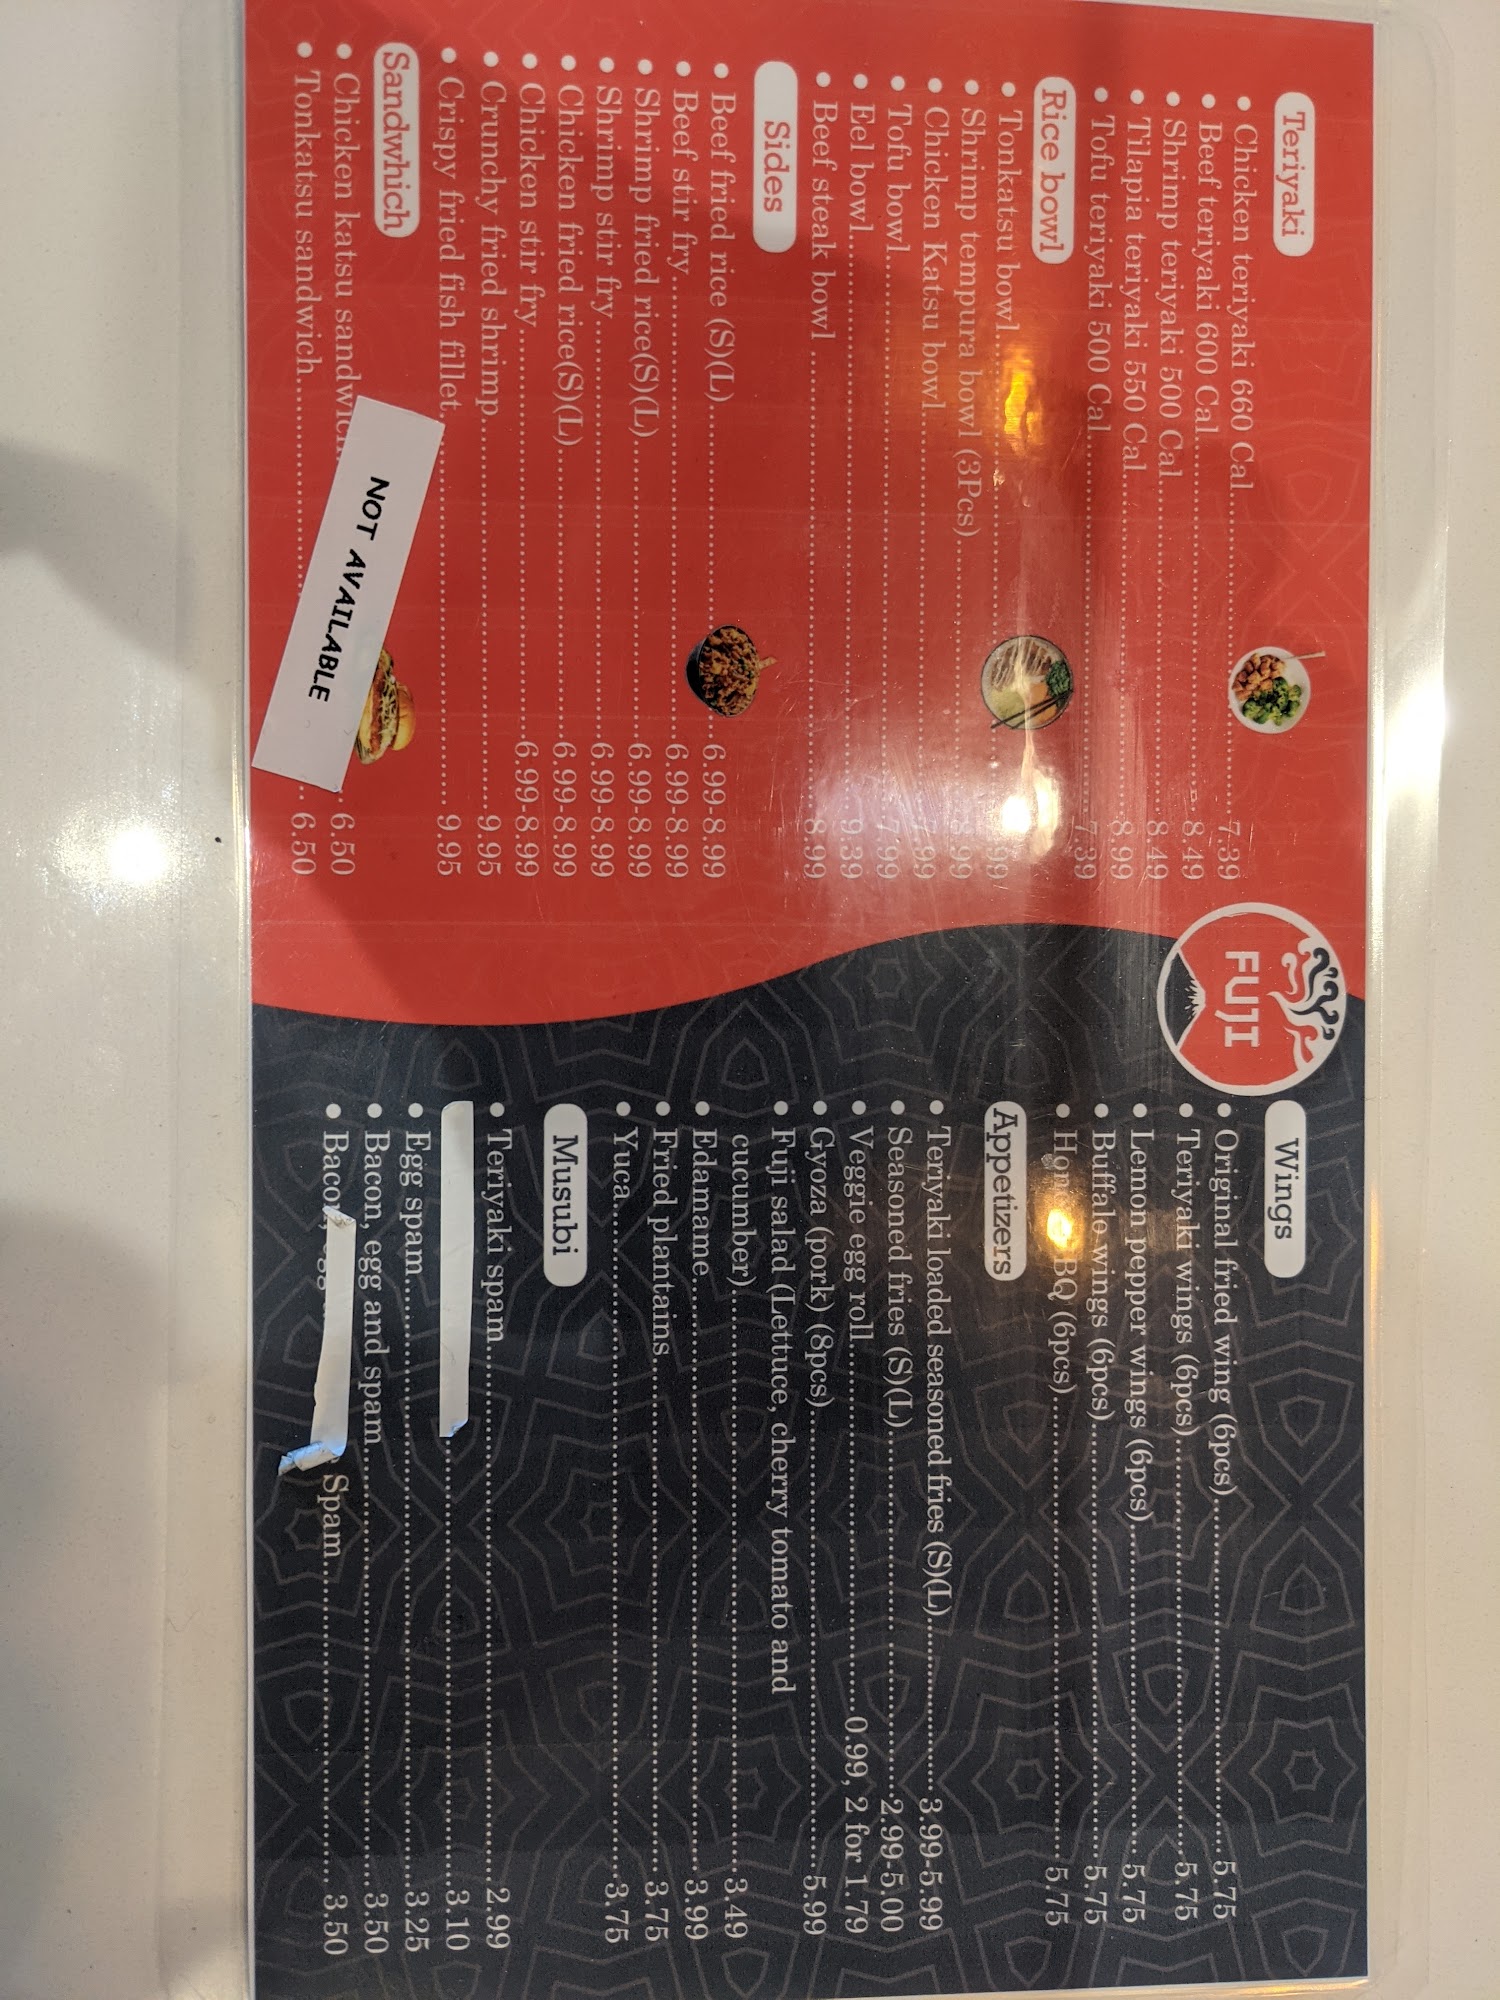 Teriyaki
• Chicken teriyaki 660 Cal 7.39
• Beef teriyaki 600 Cal 8.49
• Shrimp teriyaki 500 Cal 8.49
• Tilapia teriyaki 550 Cal 8.99
• Tofu teriyaki 500 Cal 7.39
Rice bowl
• Tonkatsu bowl
• Shrimp tempura bowl (3Pcs) 8.99
• Chicken Katsu bowl 7.99
• Tofu bowl 7.99
• Eel bowl 9.39
• Beef steak bowl 8.99
Sides
• Beef fried rice (S)(L) 6.99-8.99
• Beef stir fry 6.99-8.99
• Shrimp fried rice(S)(L) 6.99-8.99
• Shrimp stir fry 6.99-8.99
• Chicken fried rice(S)(L) 6.99-8.99
• Chicken stir fry 6.99-8.99
• Crunchy fried shrimp 9.95
• Crispy fried fish fillet 9.95
Sandwhich
• Chicken katsu 6.50
• Tonkatsu sandwich 6.50
NOT AVAILABLE
FUJI
Wings
• Original fried wing (6pcs) 5.75
• Teriyaki wings (6pcs) 5.75
• Lemon pepper wings (6pcs) 5.75
• Buffalo wings (6pcs) 5.75
• (6pcs) 5.75
Appetizers
• Teriyaki loaded seasoned fries (S)(L) 3.99-5.99
• Seasoned fries (S)(L) 2.99-5.00
• Veggie egg roll 0.99, 2 for 1.79
• Gyoza (pork) (8pcs) 5.99
• Fuji salad (Lettuce, cherry tomato and
cucumber) 3.49
• Edamame 3.99
• Fried plantains 3.75
• Yuca 3.75
Musubi
• Teriyaki spam 2.99
3.10
• Egg spam 3.25
• Bacon, egg and spam 3.50
• Bacon, Spam 3.50